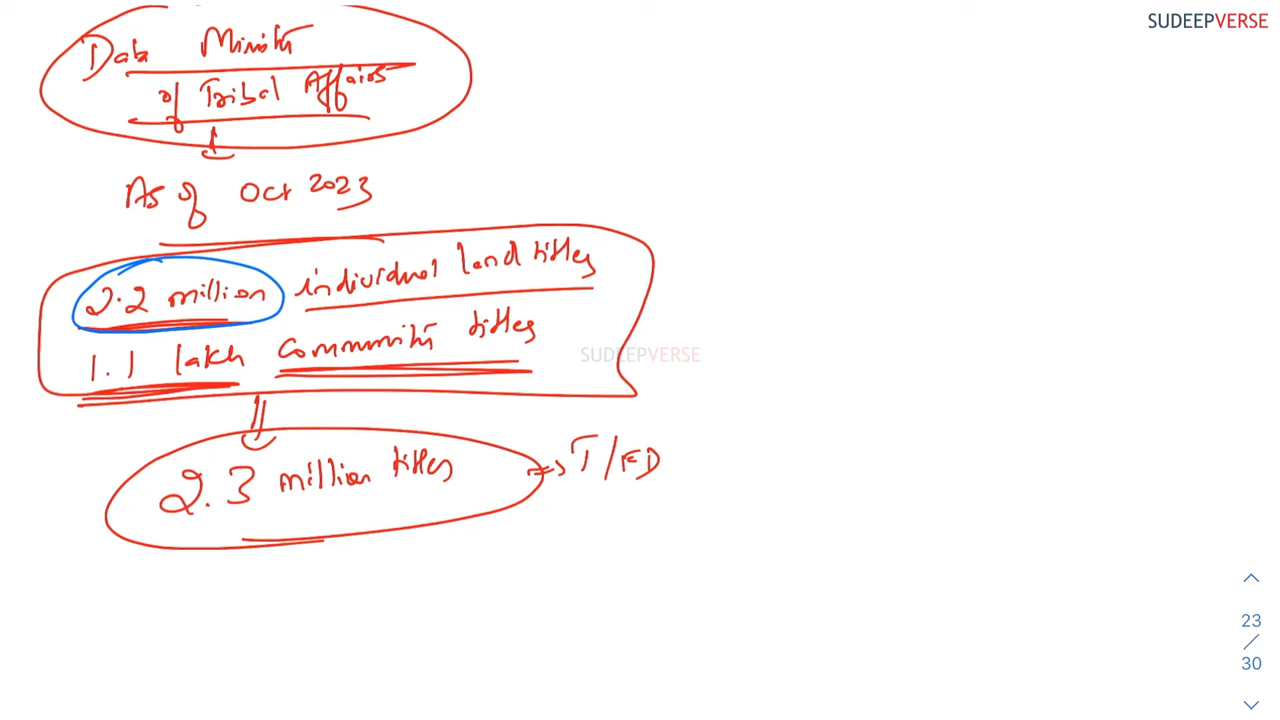 SUDEEPVERSE
Data Ministry
of Tribal Affairs
As of Oct 2023
2.2 million individual land titles
1.1 lakh community titles
SUDEEPVERSE
2.3 million titles => T/FD
23
/
30